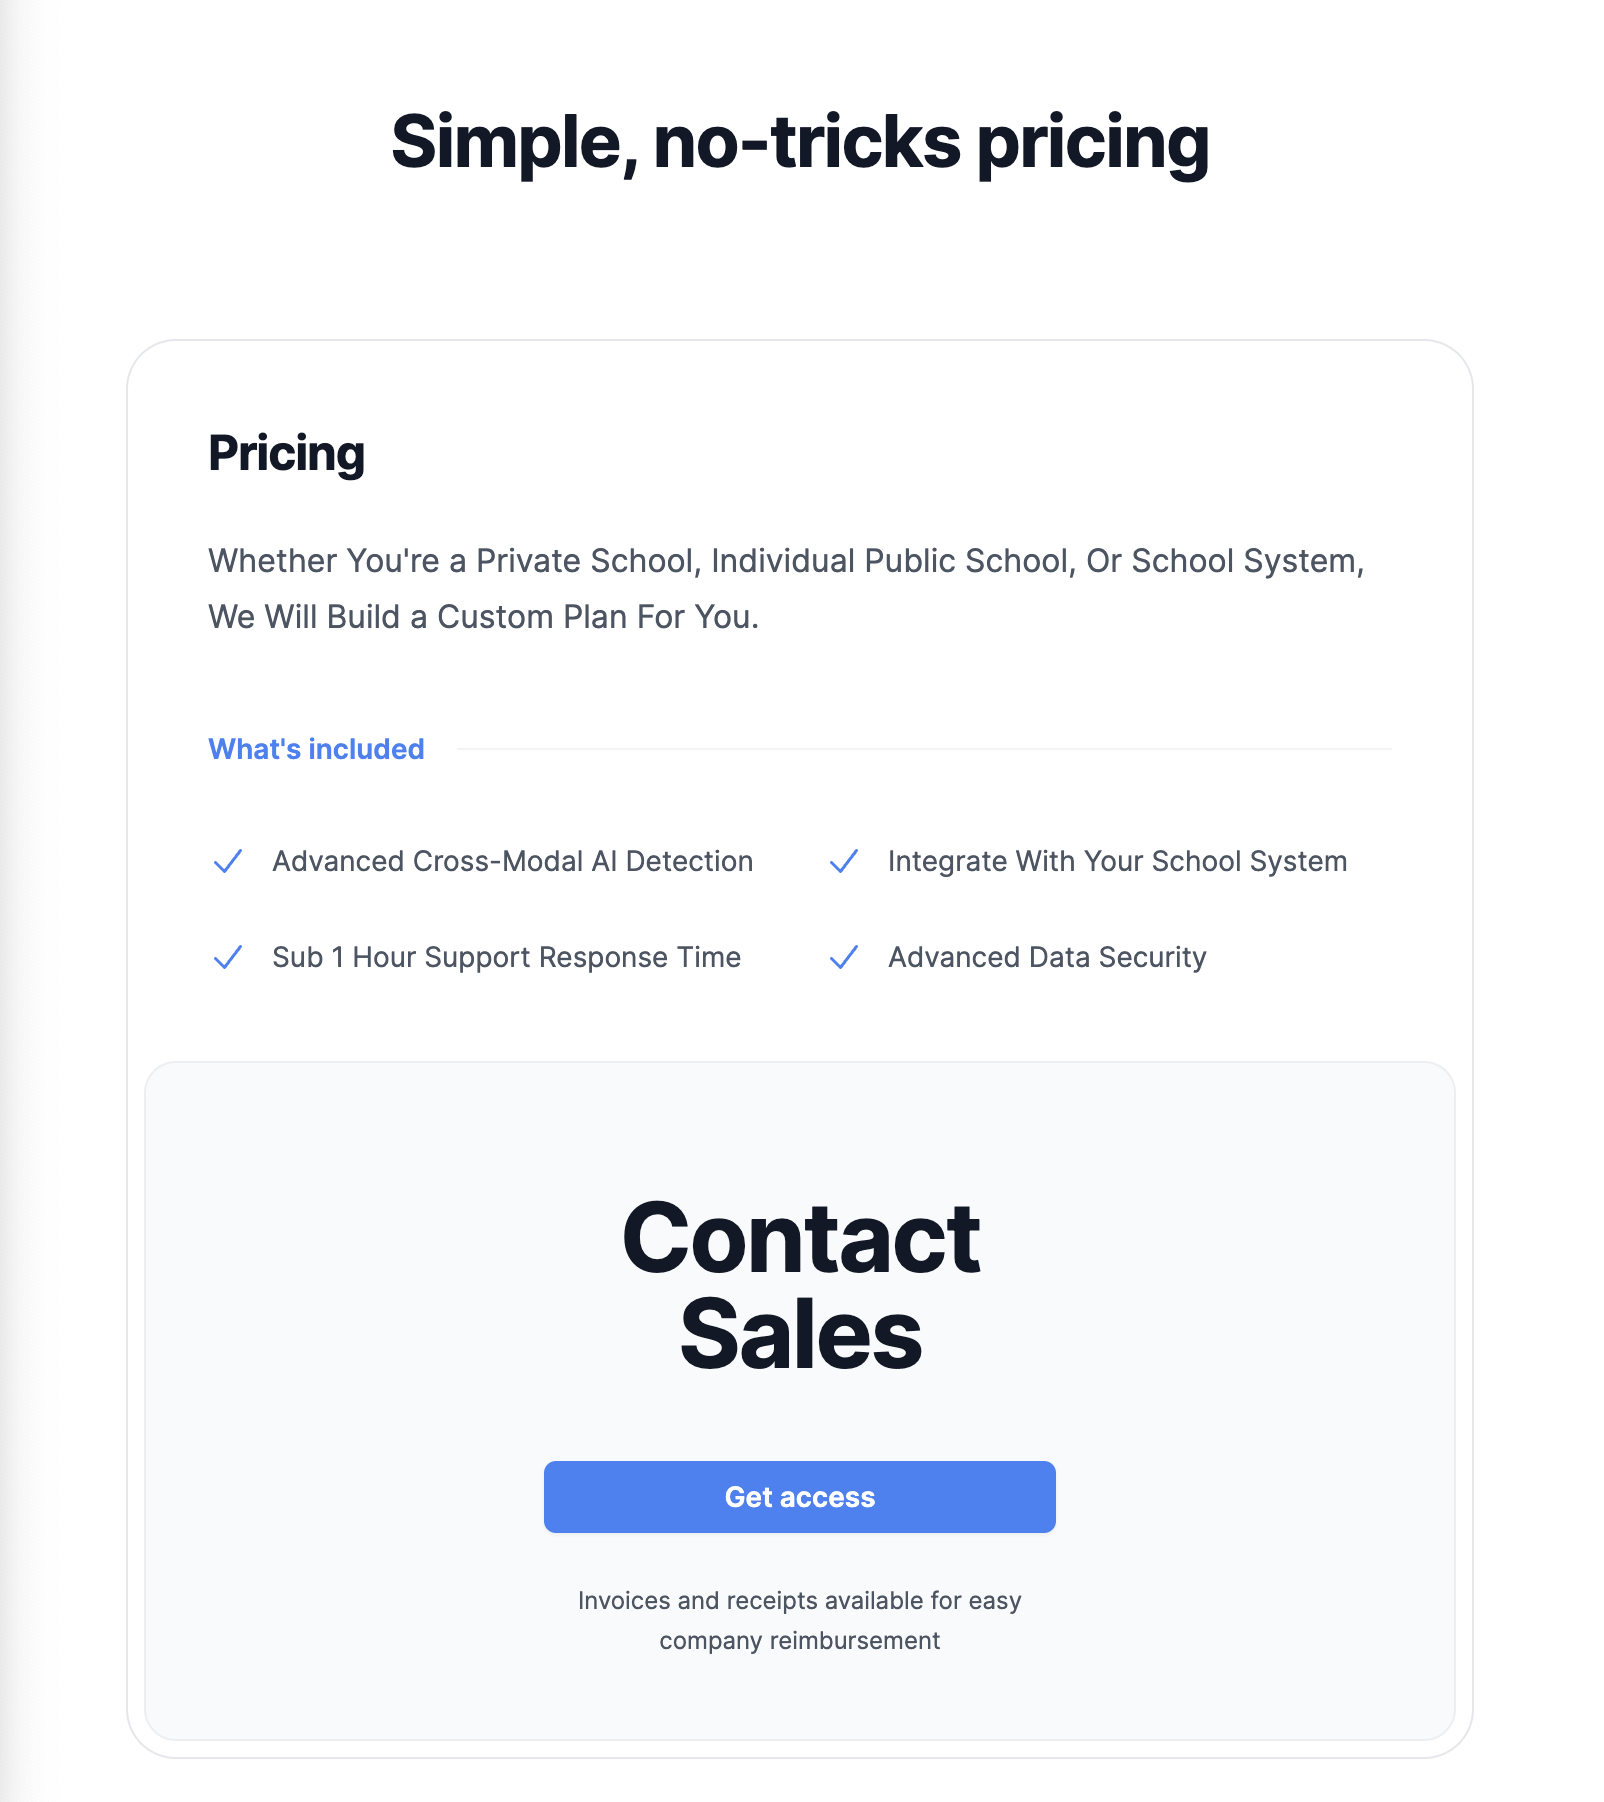 Simple, no-tricks pricing
Pricing
Whether You're a Private School, Individual Public School, Or School System,
We Will Build a Custom Plan For You.
What's included
Advanced Cross-Modal AI Detection
Integrate With Your School System
Sub 1 Hour Support Response Time
Advanced Data Security
Contact
Sales
Get access
Invoices and receipts available for easy
company reimbursement